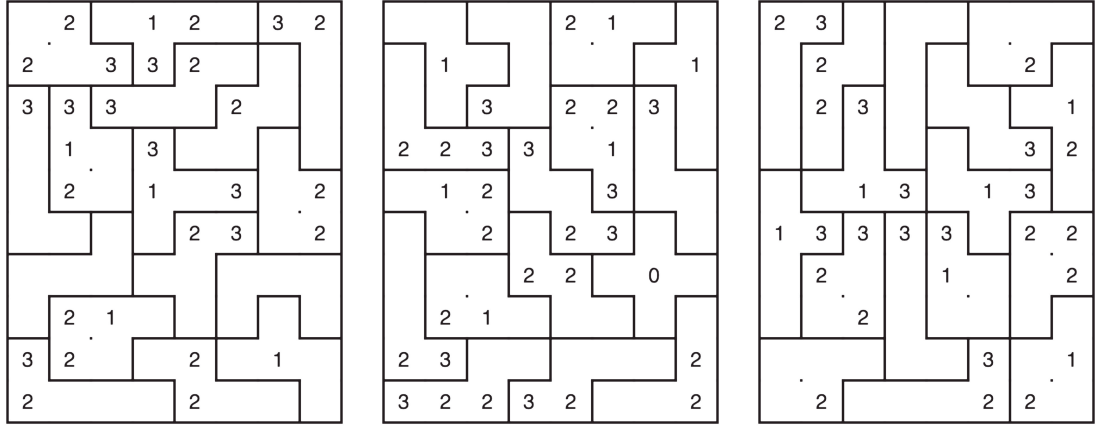 2 1 2 3 2 2 1 2 3
2 3 3 2 1 1 2 2
3 3 3 2 3 2 2 3 2 3 1
1 3 2 2 3 3 1 3 2
2 1 3 2 1 2 3 1 3 1 3
2 3 2 2 2 3 1 3 3 3 3 2 2
2 2 0 2 1 2
2 1 2 1 2
3 2 2 1 2 3 2 3 1
2 2 3 2 2 3 2 2 2 2 2